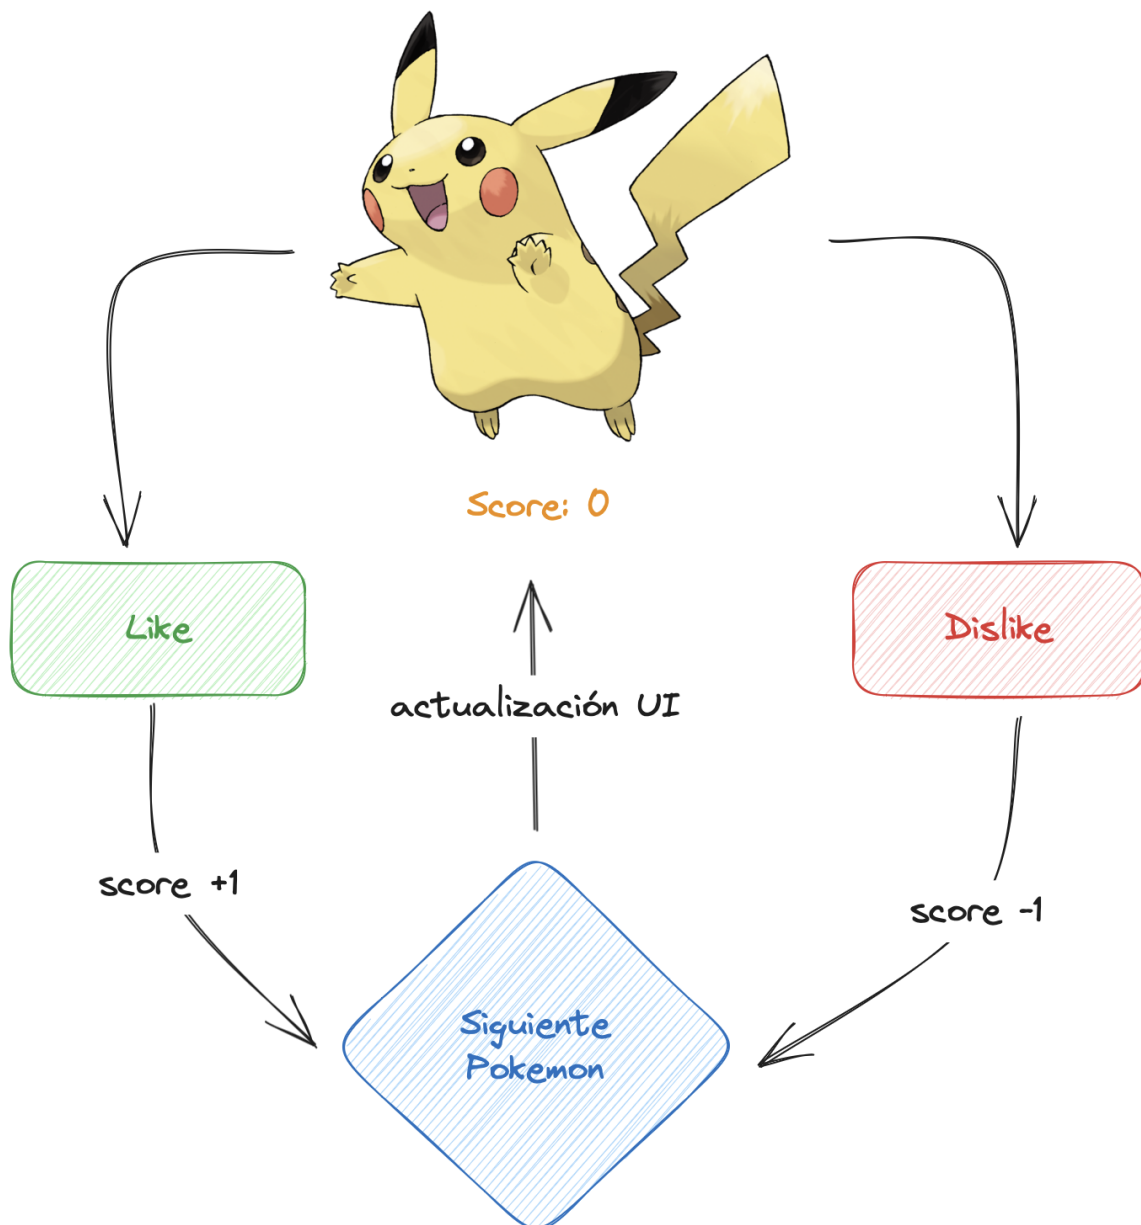 Score: 0
Like
Dislike
actualización UI
score +1
score -1
Siguiente
Pokemon